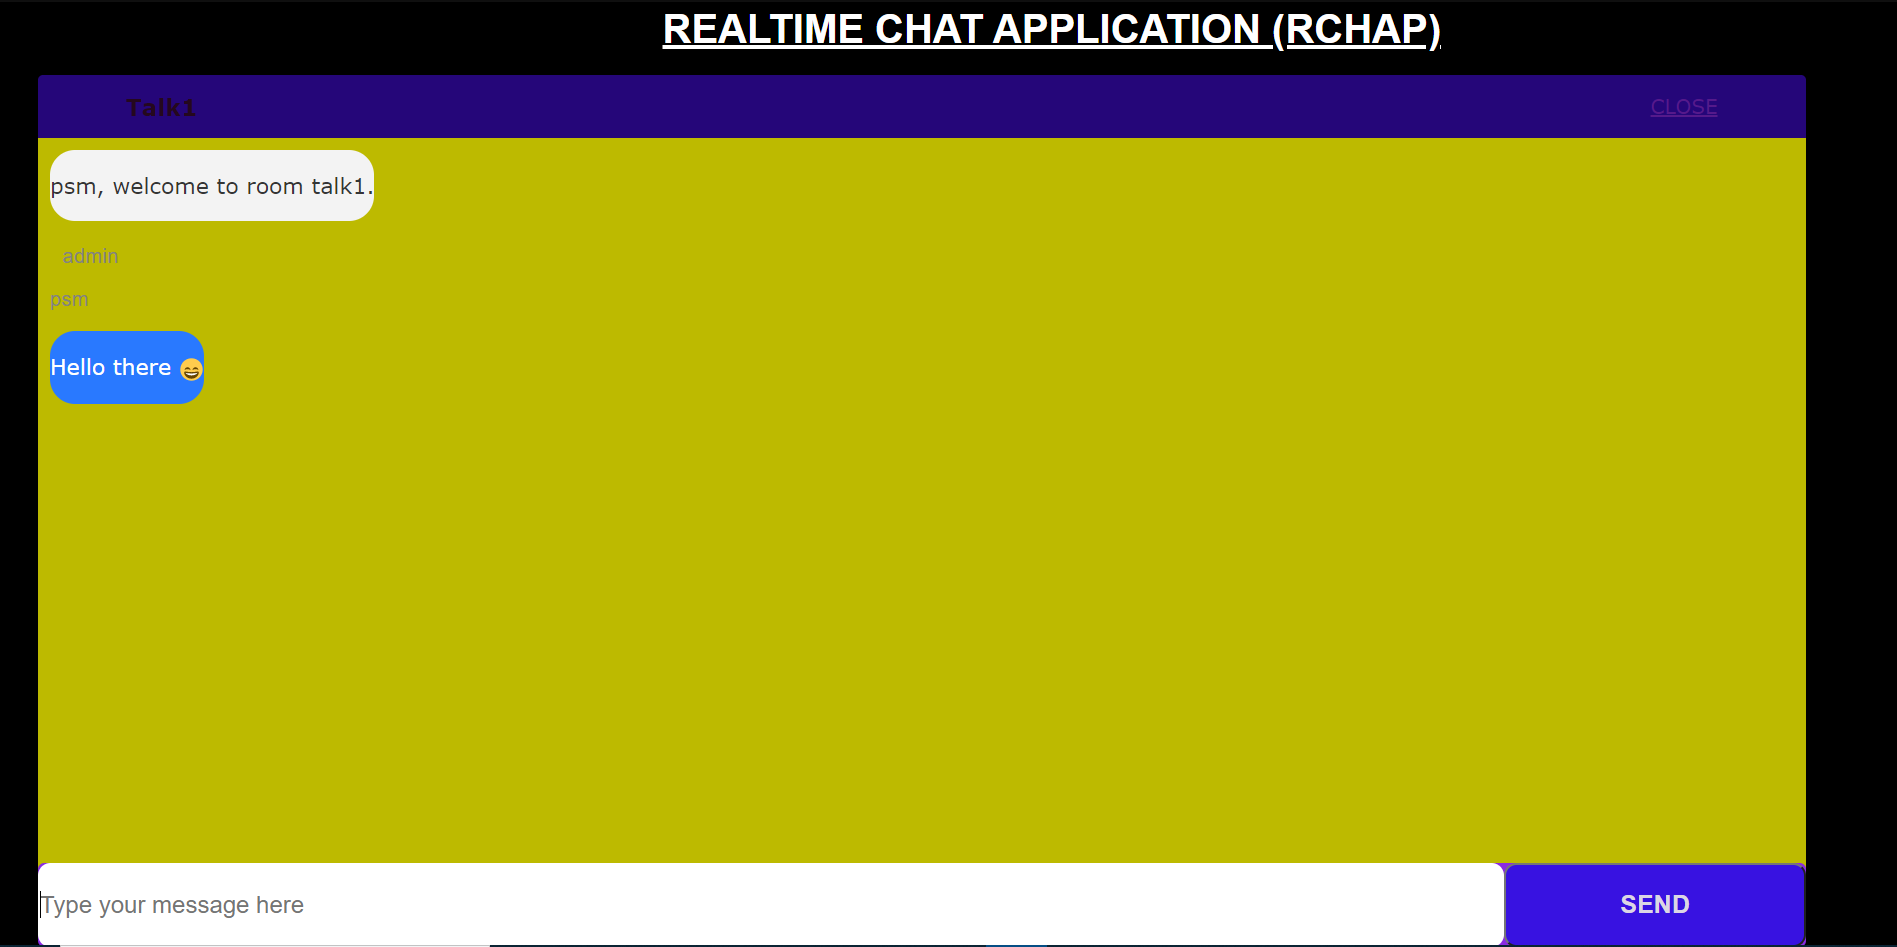 REALTIME CHAT APPLICATION (RCHAP)
Talk1
CLOSE
psm, welcome to room talk1.
admin
psm
Hello there 😄
Type your message here
SEND